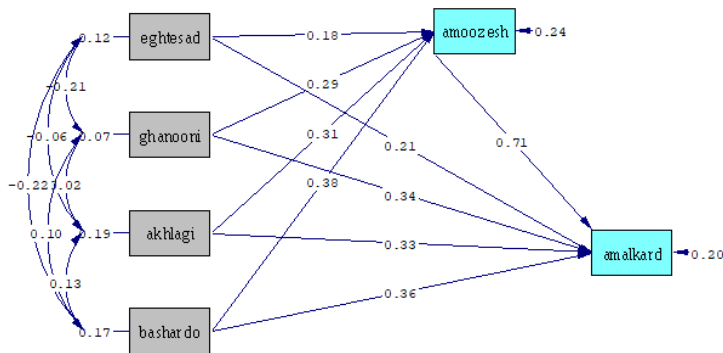 0.12 eghtesad 0.18 amoozesh 0.24
-0.21 0.29
-0.06 0.07 ghanooni 0.31 0.21 0.71
0.38 0.34
-0.22 0.02
0.10 0.19 akhlagi 0.33 amalkard 0.20
0.13 0.36
0.17 bashardo